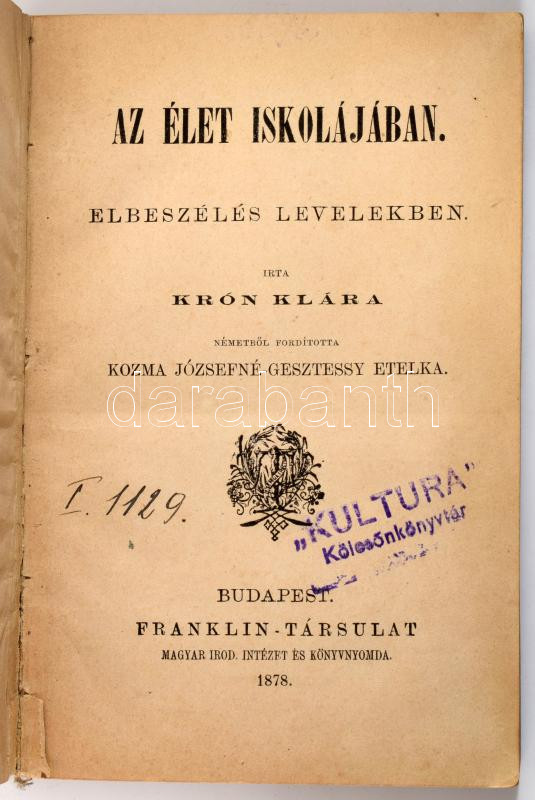 AZ ÉLET ISKOLÁJÁBAN.
ELBESZÉLÉS LEVELEKBEN.
IRTA
KRÓN KLÁRA
NÉMETBŐL FORDÍTOTTA
KOZMA JÓZSEFNÉ-GESZTESSY ETELKA.
darabanth
I. 1129.
„KULTURA"
Kölcsönkönyvtár
BUDAPEST.
FRANKLIN-TÁRSULAT
MAGYAR IROD. INTÉZET ÉS KÖNYVNYOMDA.
1878.